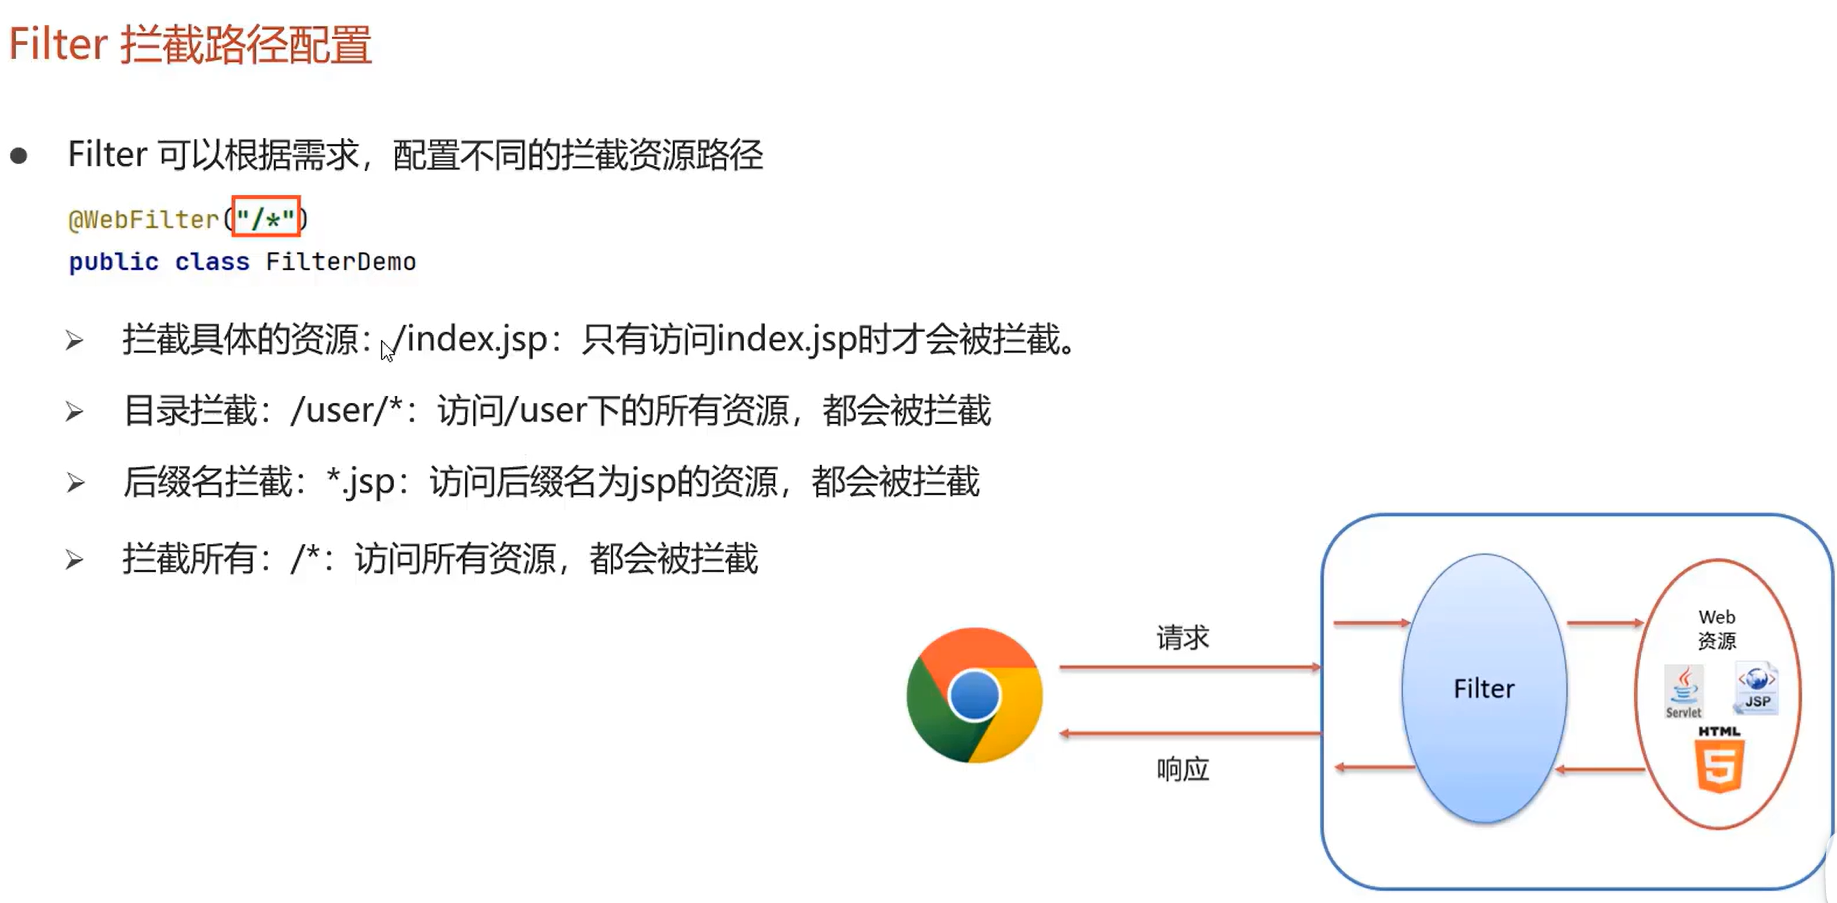 Filter 拦截路径配置
● Filter 可以根据需求，配置不同的拦截资源路径
@WebFilter("/*")
public class FilterDemo
➢ 拦截具体的资源：/index.jsp：只有访问index.jsp时才会被拦截。
➢ 目录拦截：/user/*：访问/user下的所有资源，都会被拦截
➢ 后缀名拦截：*.jsp：访问后缀名为jsp的资源，都会被拦截
➢ 拦截所有：/*：访问所有资源，都会被拦截
请求
响应
Filter
Web
资源
Servlet
JSP
HTML
5